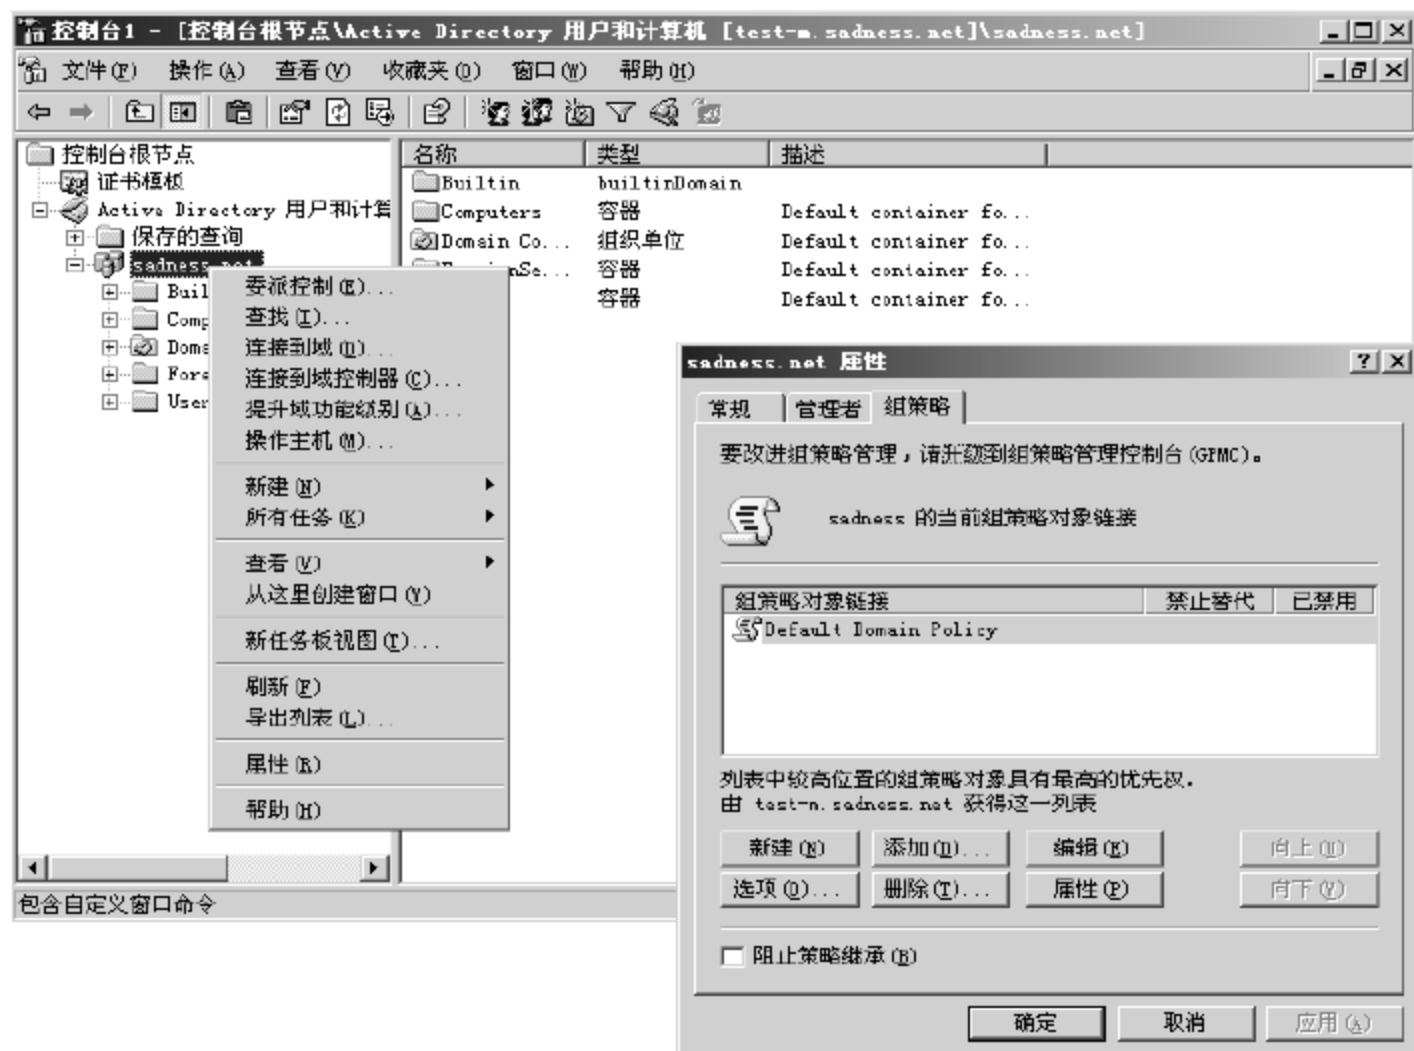 控制台1 - [控制台根节点\Active Directory 用户和计算机 [test-m.sadness.net]\sadness.net]
文件(F) 操作(A) 查看(V) 收藏夹(O) 窗口(W) 帮助(H)
控制台根节点
证书模板
Active Directory 用户和计算
保存的查询
sadness.net
Buil
Comp
Doma
Fore
User
名称 类型 描述
Builtin builtinDomain
Computers 容器 Default container fo...
Domain Co... 组织单位 Default container fo...
nSe... 容器 Default container fo...
容器 Default container fo...
委派控制(E)...
查找(I)...
连接到域(D)...
连接到域控制器(C)...
提升域功能级别(A)...
操作主机(M)...
新建(N)
所有任务(K)
查看(V)
从这里创建窗口(W)
新任务板视图(T)...
刷新(F)
导出列表(L)...
属性(R)
帮助(H)
包含自定义窗口命令
sadness.net 属性
常规 管理者 组策略
要改进组策略管理，请升级到组策略管理控制台(GPMC)。
sadness 的当前组策略对象链接
组策略对象链接 禁止替代 已禁用
Default Domain Policy
列表中较高位置的组策略对象具有最高的优先权.
由 test-m.sadness.net 获得这一列表
新建(N) 添加(D)... 编辑(E) 向上(U)
选项(O)... 删除(T)... 属性(P) 向下(W)
阻止策略继承(B)
确定 取消 应用(A)